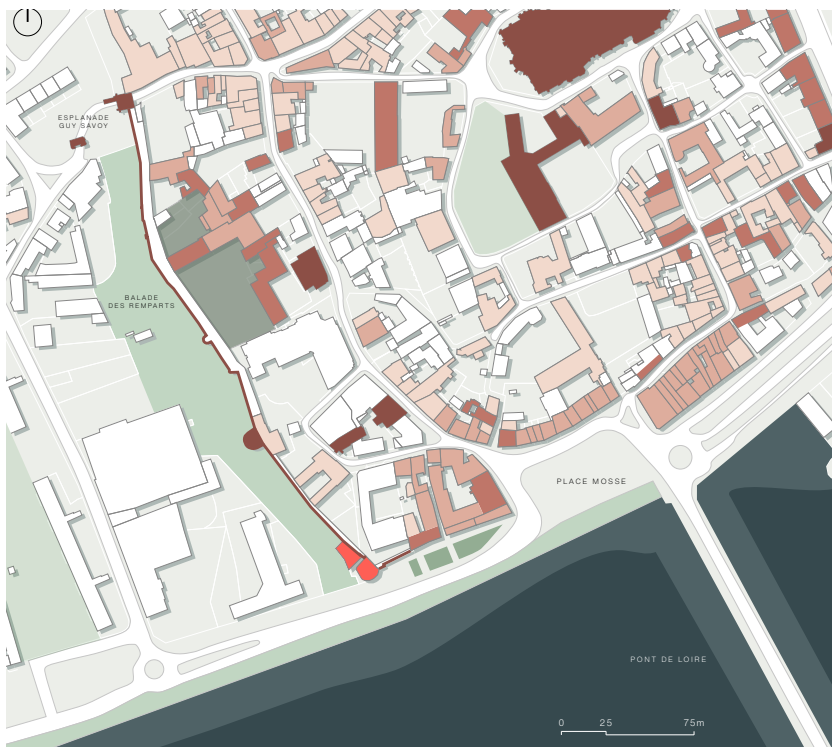 ESPLANADE
GUY SAVOY
BALADE
DES REMPARTS
PLACE MOSSE
PONT DE LOIRE
0 25 75m